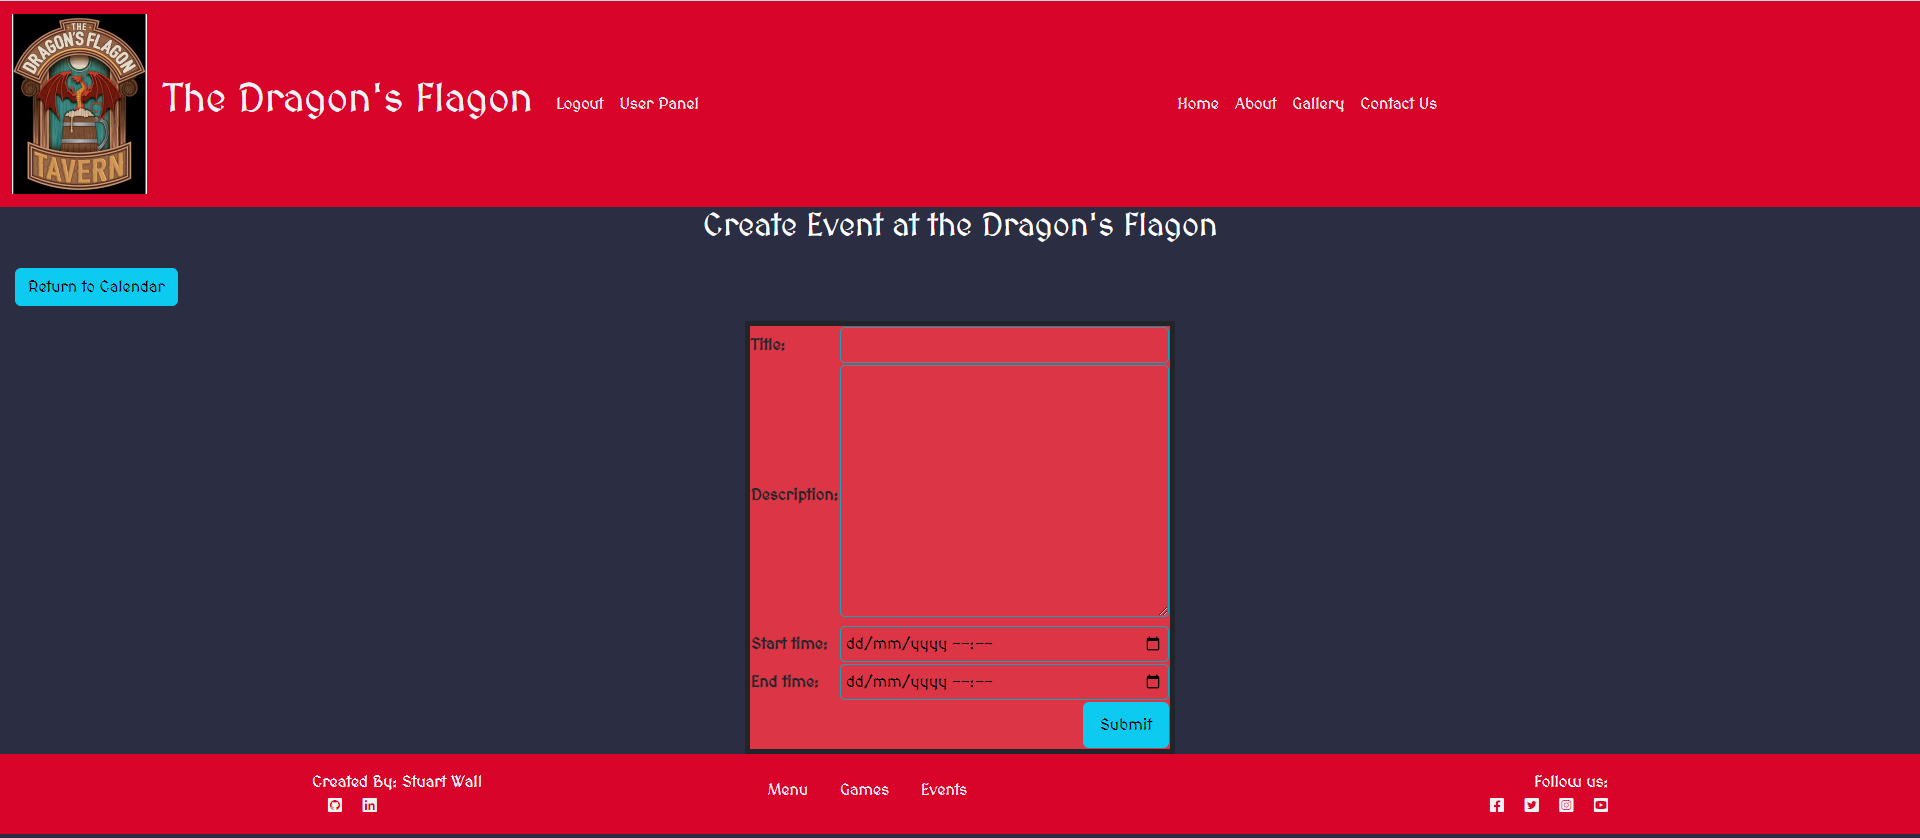 THE
DRAGON'S FLAGON
TAVERN
The Dragon's Flagon
Logout User Panel
Home About Gallery Contact Us
Create Event at the Dragon's Flagon
Return to Calendar
Title:
Description:
Start time: dd/mm/yyyy --:--
End time: dd/mm/yyyy --:--
Submit
Created By: Stuart Wall
Menu Games Events
Follow us: